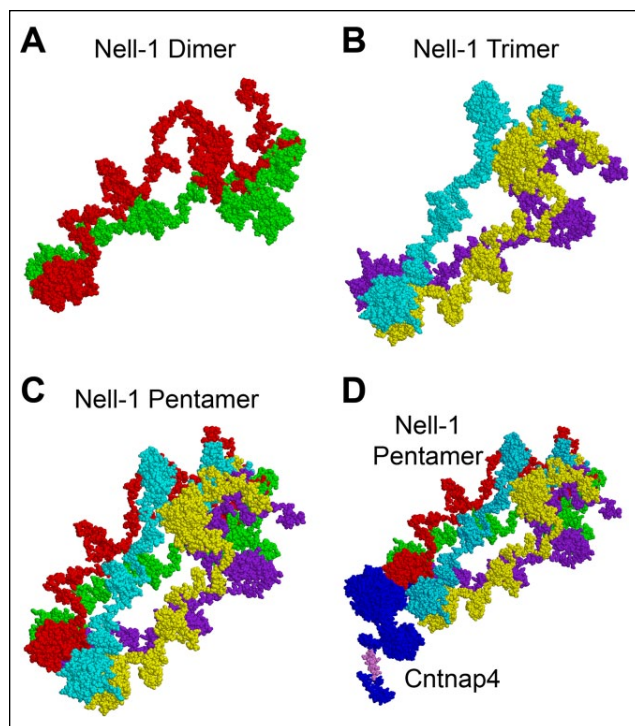 A
Nell-1 Dimer
B
Nell-1 Trimer
C
Nell-1 Pentamer
D
Nell-1
Pentamer
Cntnap4